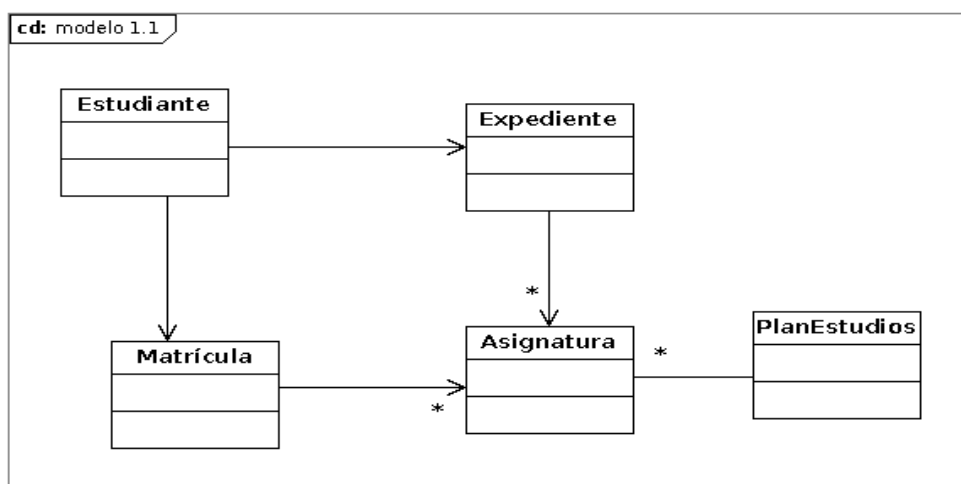 cd: modelo 1.1
Estudiante
Expediente
*
PlanEstudios
Asignatura
*
Matrícula
*